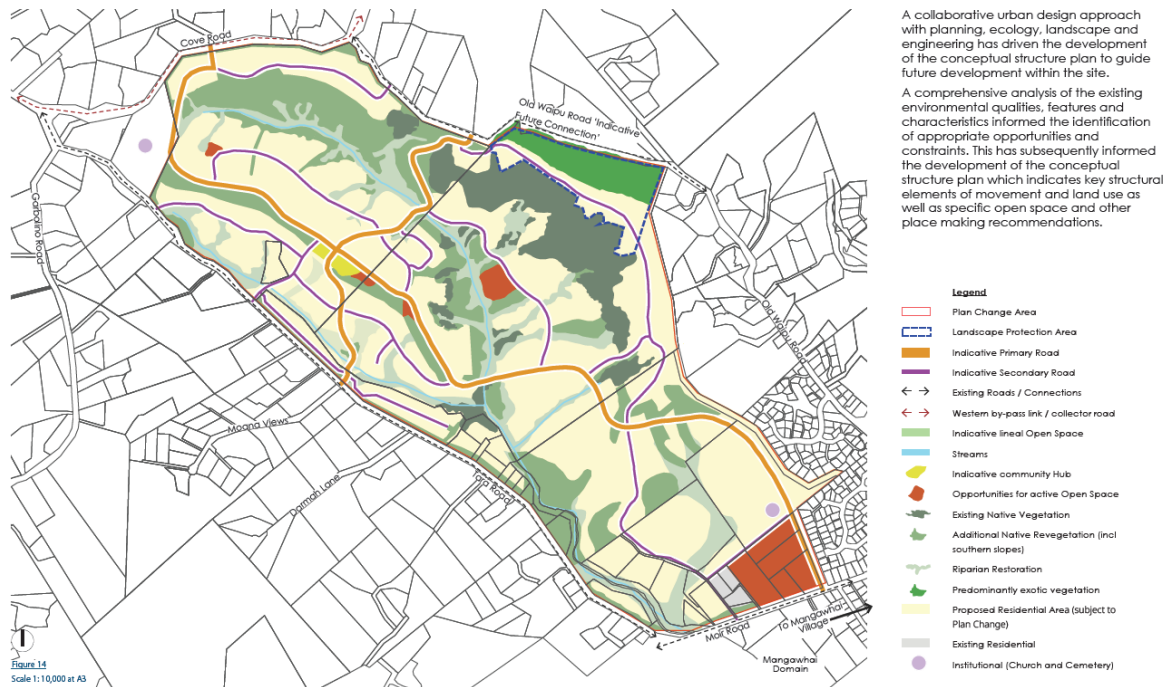 A collaborative urban design approach
with planning, ecology, landscape and
engineering has driven the development
of the conceptual structure plan to guide
future development within the site.
A comprehensive analysis of the existing
environmental qualities, features and
characteristics informed the identification
of appropriate opportunities and
constraints. This has subsequently informed
the development of the conceptual
structure plan which indicates key structural
elements of movement and land use as
well as specific open space and other
place making recommendations.
Cove Road
Old Waipu Road 'Indicative
Future Connection'
Garbolino Road
Old Waipu Road
Moana Views
Darmah Lane
Tara Road
Moir Road
To Mangawhai
Village
Mangawhai
Domain
Legend
Plan Change Area
Landscape Protection Area
Indicative Primary Road
Indicative Secondary Road
Existing Roads / Connections
Western by-pass link / collector road
Indicative lineal Open Space
Streams
Indicative community Hub
Opportunities for active Open Space
Existing Native Vegetation
Additional Native Revegetation (incl
southern slopes)
Riparian Restoration
Predominantly exotic vegetation
Proposed Residential Area (subject to
Plan Change)
Existing Residential
Institutional (Church and Cemetery)
Figure 14
Scale 1: 10,000 at A3